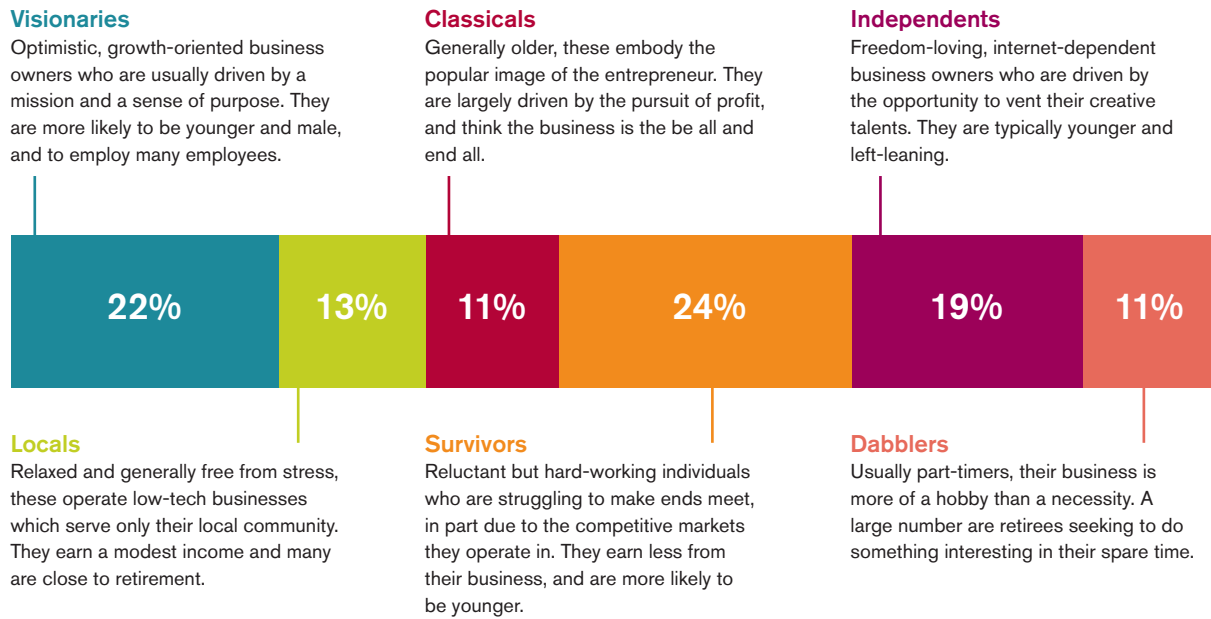 Visionaries
Optimistic, growth-oriented business
owners who are usually driven by a
mission and a sense of purpose. They
are more likely to be younger and male,
and to employ many employees.
Classicals
Generally older, these embody the
popular image of the entrepreneur. They
are largely driven by the pursuit of profit,
and think the business is the be all and
end all.
Independents
Freedom-loving, internet-dependent
business owners who are driven by
the opportunity to vent their creative
talents. They are typically younger and
left-leaning.
22%
13%
11%
24%
19%
11%
Locals
Relaxed and generally free from stress,
these operate low-tech businesses
which serve only their local community.
They earn a modest income and many
are close to retirement.
Survivors
Reluctant but hard-working individuals
who are struggling to make ends meet,
in part due to the competitive markets
they operate in. They earn less from
their business, and are more likely to
be younger.
Dabblers
Usually part-timers, their business is
more of a hobby than a necessity. A
large number are retirees seeking to do
something interesting in their spare time.